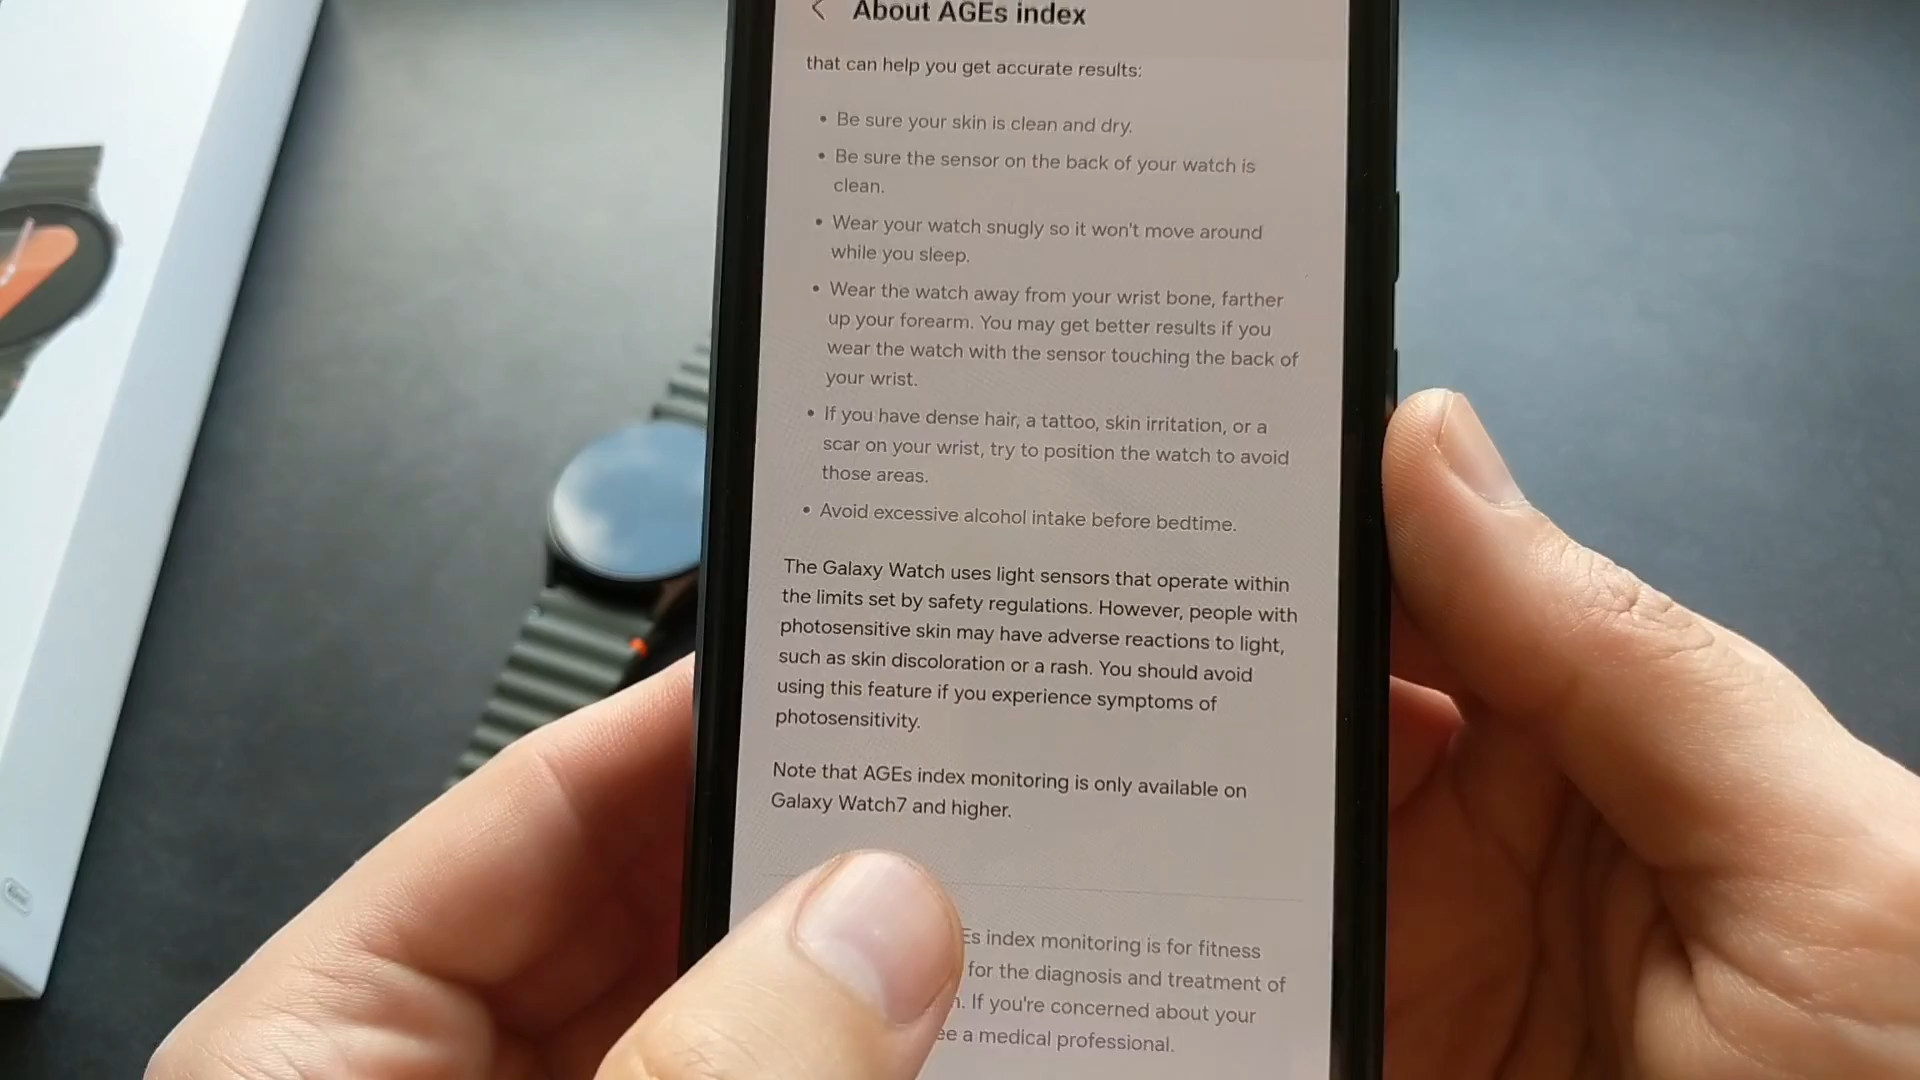 About AGEs index
that can help you get accurate results:
• Be sure your skin is clean and dry.
• Be sure the sensor on the back of your watch is
clean.
• Wear your watch snugly so it won't move around
while you sleep.
• Wear the watch away from your wrist bone, farther
up your forearm. You may get better results if you
wear the watch with the sensor touching the back of
your wrist.
• If you have dense hair, a tattoo, skin irritation, or a
scar on your wrist, try to position the watch to avoid
those areas.
• Avoid excessive alcohol intake before bedtime.
The Galaxy Watch uses light sensors that operate within
the limits set by safety regulations. However, people with
photosensitive skin may have adverse reactions to light,
such as skin discoloration or a rash. You should avoid
using this feature if you experience symptoms of
photosensitivity.
Note that AGEs index monitoring is only available on
Galaxy Watch7 and higher.
index monitoring is for fitness
for the diagnosis and treatment of
If you're concerned about your
a medical professional.